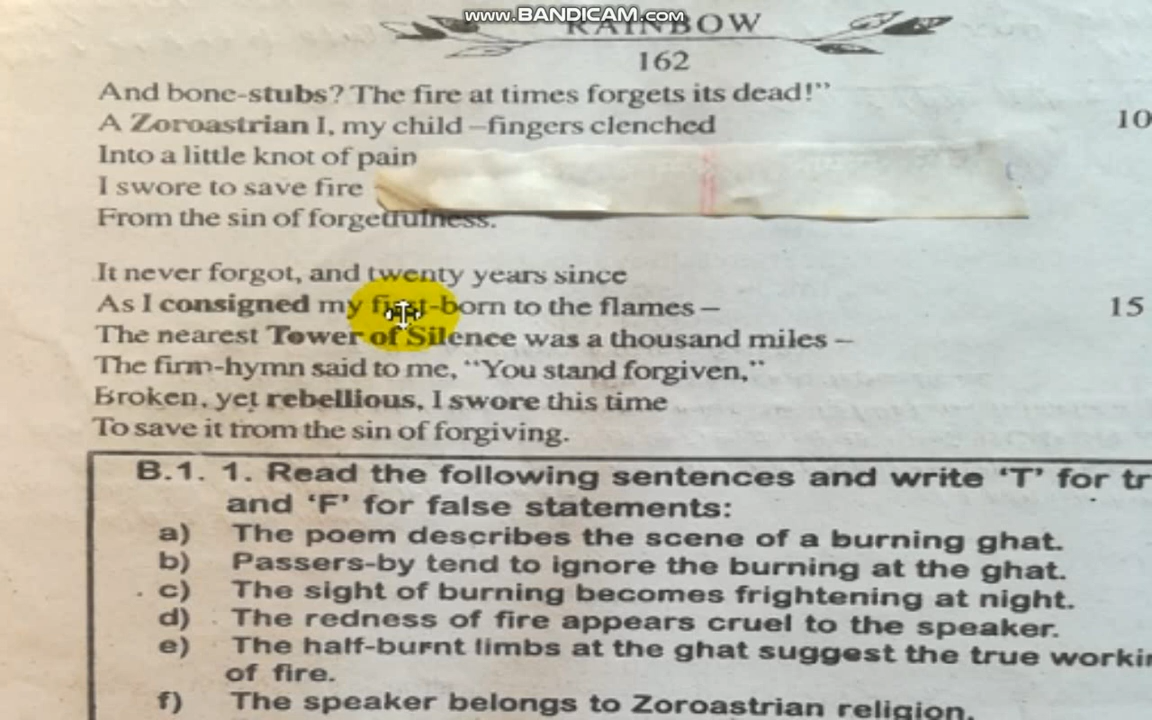 www.BANDICAM.com
RAINBOW
162
And bone-stubs? The fire at times forgets its dead!"
A Zoroastrian I, my child –fingers clenched 10
Into a little knot of pain
I swore to save fire
From the sin of forgetfulness.
It never forgot, and twenty years since
As I consigned my first-born to the flames – 15
The nearest Tower of Silence was a thousand miles –
The firm-hymn said to me, "You stand forgiven,"
Broken, yet rebellious, I swore this time
To save it from the sin of forgiving.
B.1. 1. Read the following sentences and write 'T' for tr
and 'F' for false statements:
a) The poem describes the scene of a burning ghat.
b) Passers-by tend to ignore the burning at the ghat.
c) The sight of burning becomes frightening at night.
d) The redness of fire appears cruel to the speaker.
e) The half-burnt limbs at the ghat suggest the true workin
of fire.
f) The speaker belongs to Zoroastrian religion.